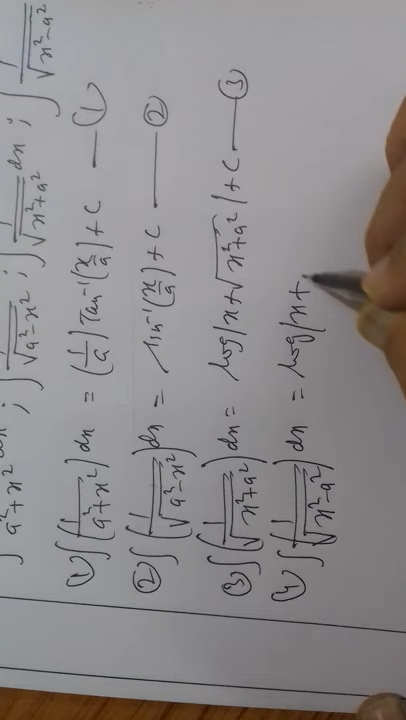 ∫ a²+x² dx ; ∫ 1/√(a²-x²) ; ∫ 1/√(x²+a²) dx ; ∫ 1/√(x²-a²)
1) ∫ (1/(a²+x²)) dx = (1/a) Tan⁻¹(x/a) + C — ①
② ∫ (1/√(a²-x²)) dx = sin⁻¹(x/a) + C — ②
③ ∫ (1/√(x²+a²)) dx = log|x+√(x²+a²)| + C — ③
4) ∫ (1/√(x²-a²)) dx = log|x+